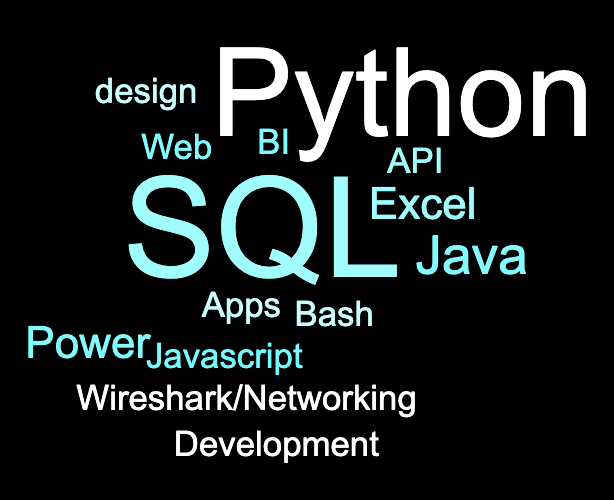 Python
design
Web
BI
API
SQL
Excel
Java
Apps
Bash
Power
Javascript
Wireshark/Networking
Development